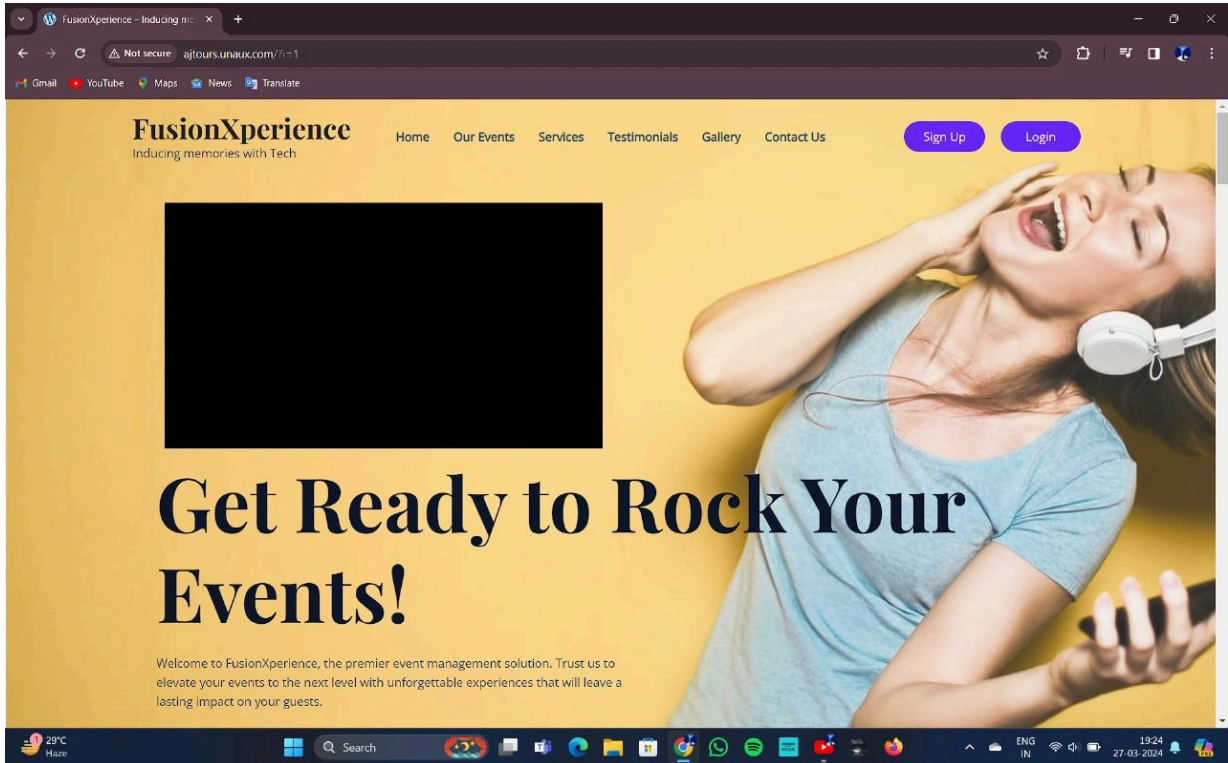 FusionXperience – Inducing me
Not secure
ajtours.unaux.com/?i=1
Gmail
YouTube
Maps
News
Translate
FusionXperience
Inducing memories with Tech
Home
Our Events
Services
Testimonials
Gallery
Contact Us
Sign Up
Login
Get Ready to Rock Your
Events!
Welcome to FusionXperience, the premier event management solution. Trust us to
elevate your events to the next level with unforgettable experiences that will leave a
lasting impact on your guests.
1
29°C
Haze
Search
ENG
IN
19:24
27-03-2024